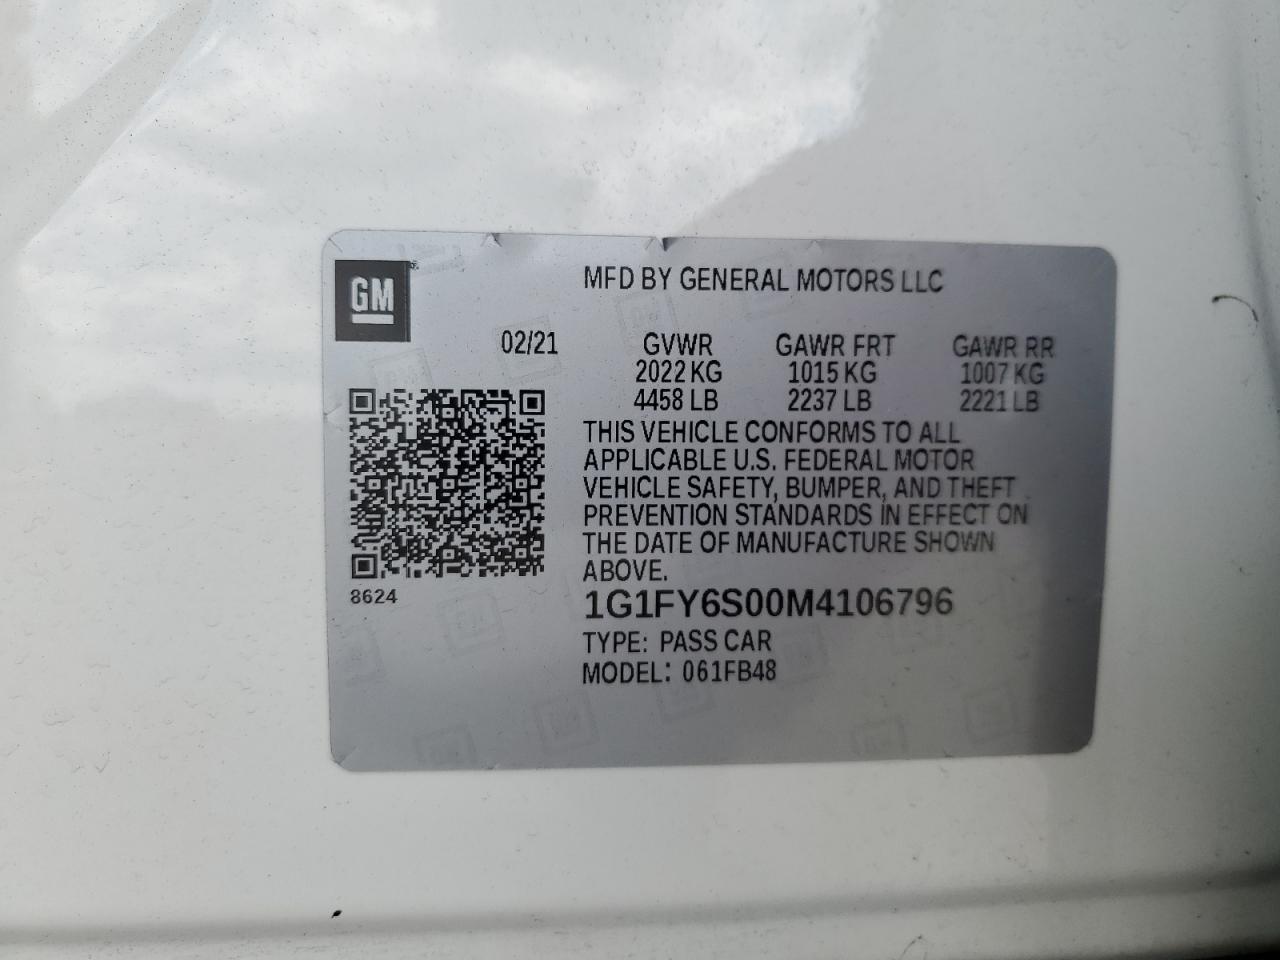 GM
MFD BY GENERAL MOTORS LLC
02/21 GVWR GAWR FRT GAWR RR
2022 KG 1015 KG 1007 KG
4458 LB 2237 LB 2221 LB
THIS VEHICLE CONFORMS TO ALL
APPLICABLE U.S. FEDERAL MOTOR
VEHICLE SAFETY, BUMPER, AND THEFT
PREVENTION STANDARDS IN EFFECT ON
THE DATE OF MANUFACTURE SHOWN
ABOVE.
8624
1G1FY6S00M4106796
TYPE: PASS CAR
MODEL: 061FB48